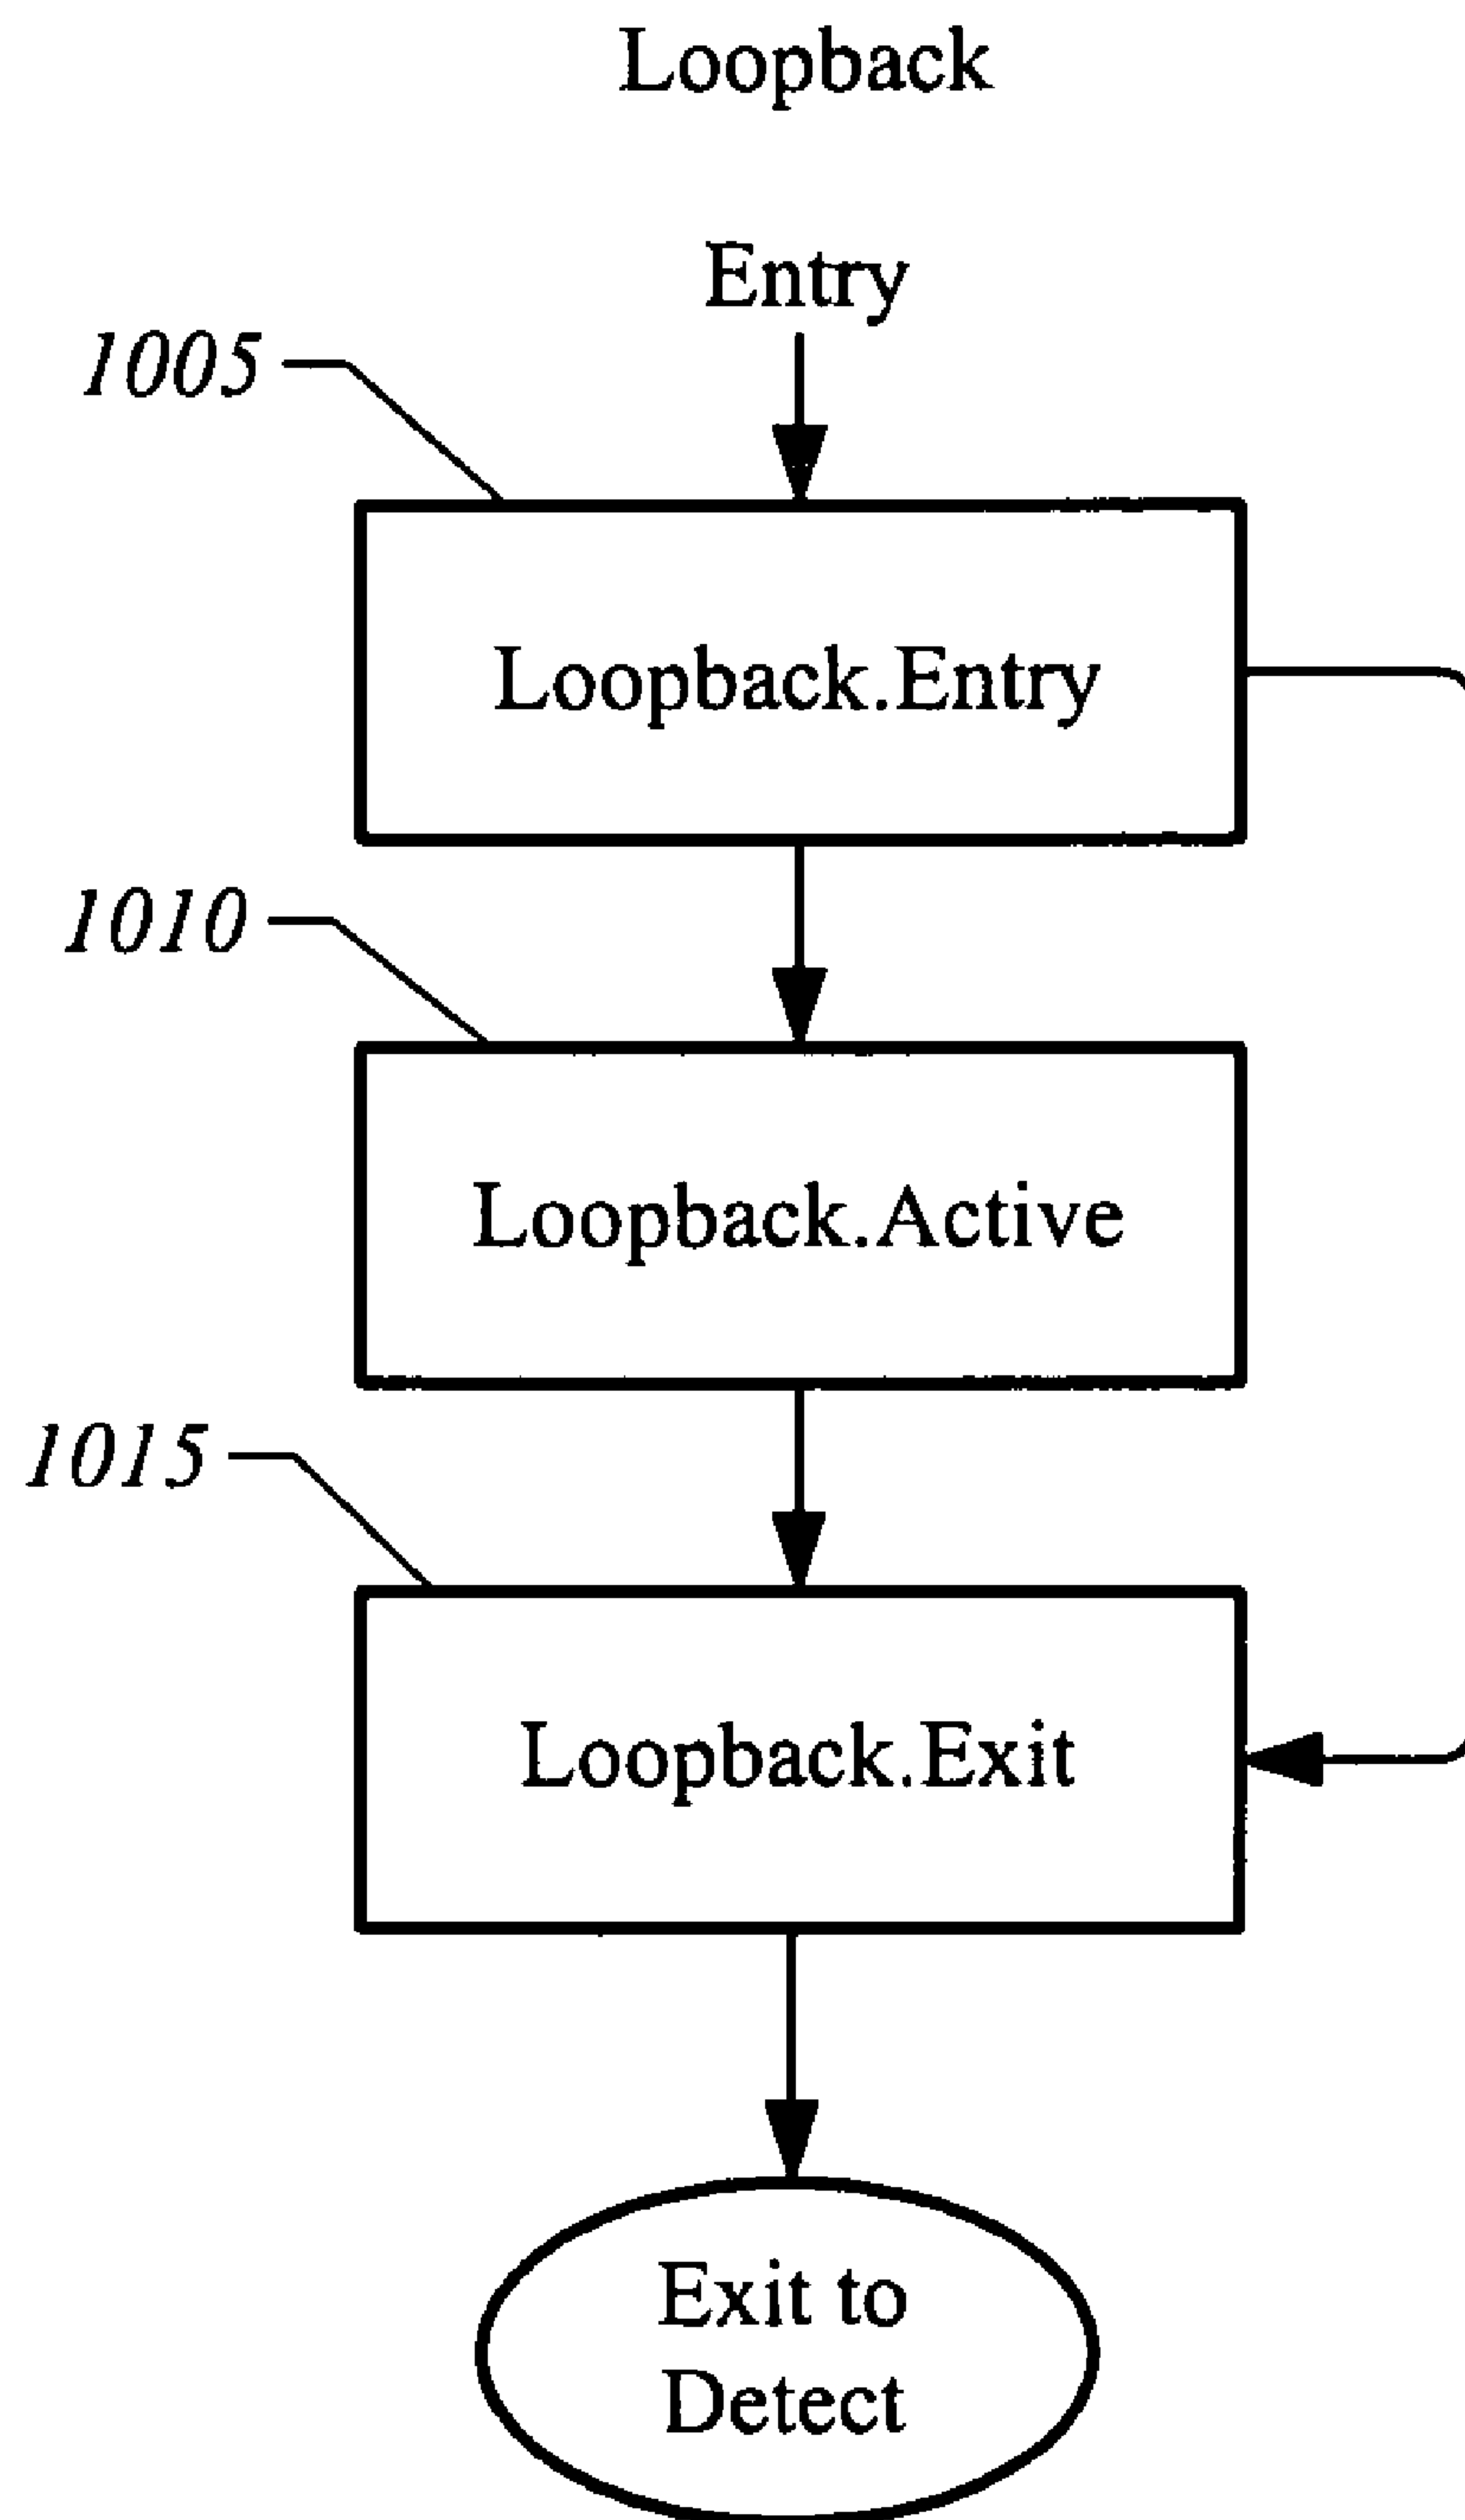 Loopback
Entry
1005
Loopback.Entry
1010
Loopback.Active
1015
Loopback.Exit
Exit to
Detect